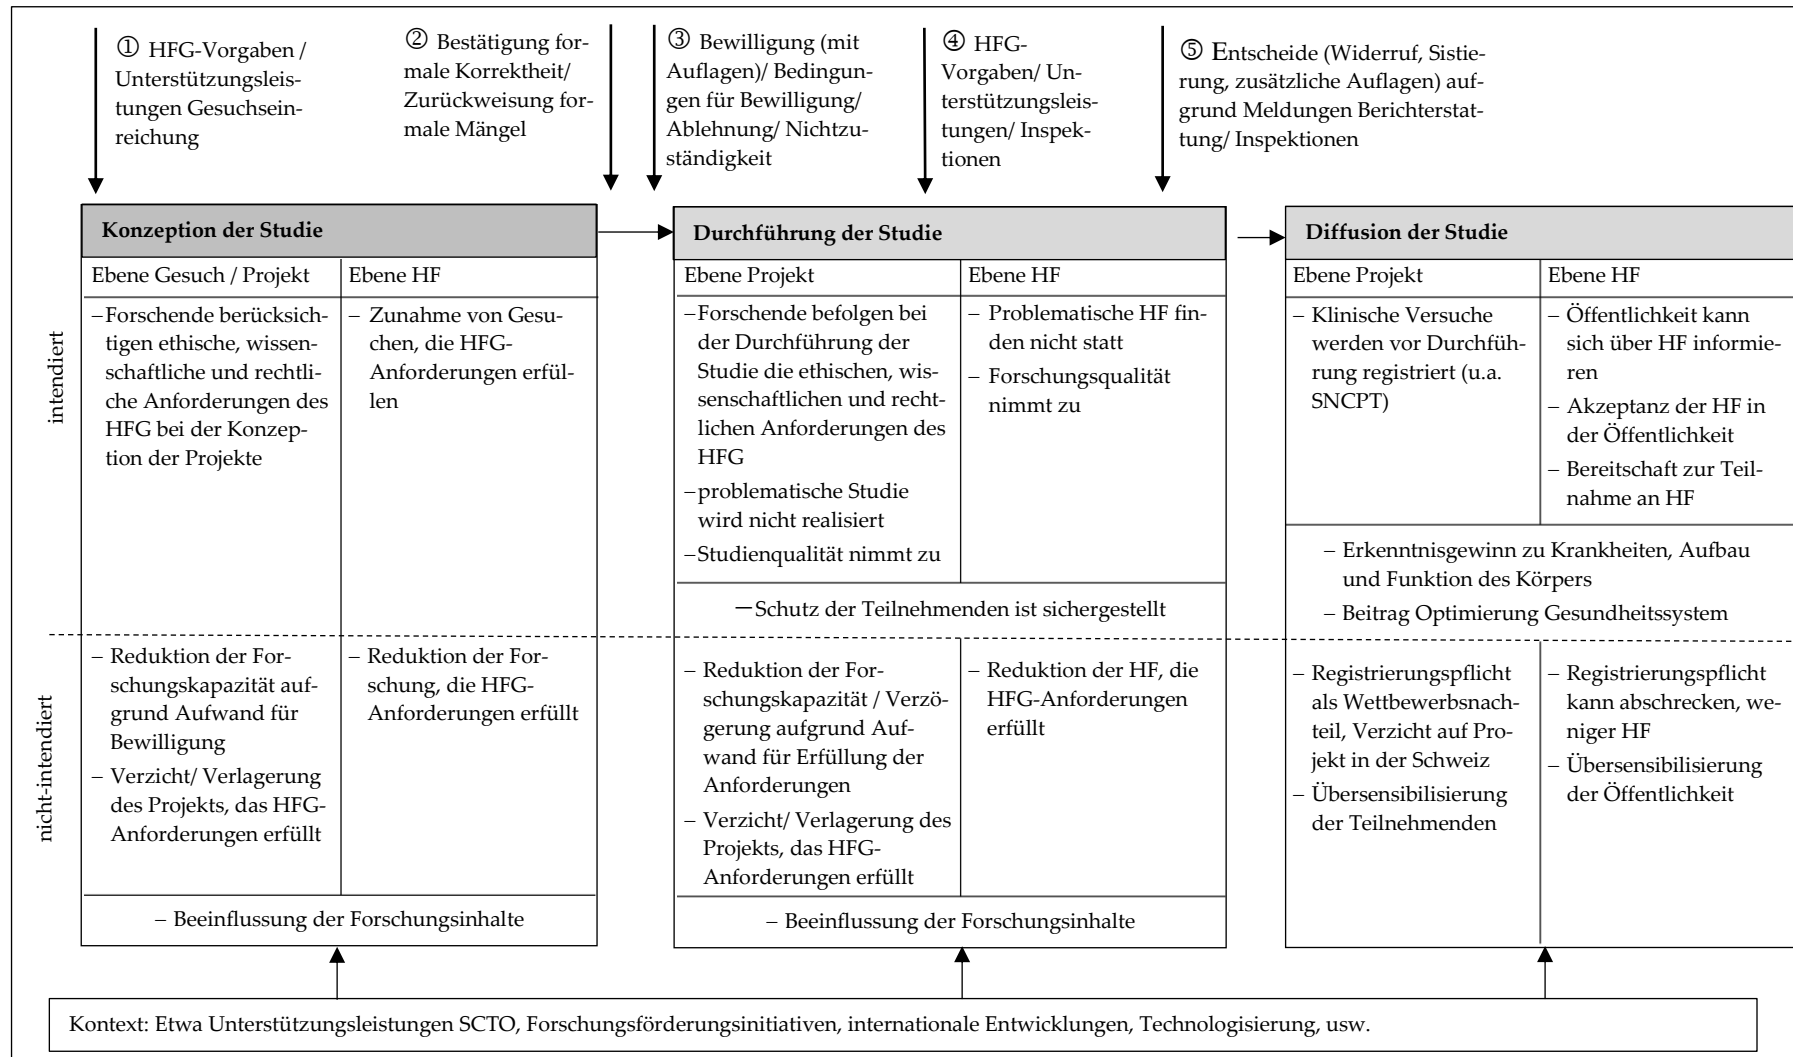 ① HFG-Vorgaben /
Unterstützungsleis-
tungen Gesuchsein-
reichung
② Bestätigung for-
male Korrektheit/
Zurückweisung for-
male Mängel
③ Bewilligung (mit
Auflagen)/ Bedingun-
gen für Bewilligung/
Ablehnung/ Nichtzu-
ständigkeit
④ HFG-
Vorgaben/ Un-
terstützungsleis-
tungen/ Inspek-
tionen
⑤ Entscheide (Widerruf, Sistie-
rung, zusätzliche Auflagen) auf-
grund Meldungen Berichterstat-
tung/ Inspektionen
Konzeption der Studie
Ebene Gesuch / Projekt
Ebene HF
intendiert
–Forschende berücksich-
tigen ethische, wissen-
schaftliche und rechtli-
che Anforderungen des
HFG bei der Konzep-
tion der Projekte
– Zunahme von Gesu-
chen, die HFG-
Anforderungen erfül-
len
nicht-intendiert
– Reduktion der For-
schungskapazität auf-
grund Aufwand für
Bewilligung
– Verzicht/ Verlagerung
des Projekts, das HFG-
Anforderungen erfüllt
– Reduktion der For-
schung, die HFG-
Anforderungen erfüllt
– Beeinflussung der Forschungsinhalte
Durchführung der Studie
Ebene Projekt
Ebene HF
–Forschende befolgen bei
der Durchführung der
Studie die ethischen, wis-
senschaftlichen und recht-
lichen Anforderungen des
HFG
–problematische Studie
wird nicht realisiert
–Studienqualität nimmt zu
– Problematische HF fin-
den nicht statt
– Forschungsqualität
nimmt zu
–Schutz der Teilnehmenden ist sichergestellt
– Reduktion der For-
schungskapazität / Verzö-
gerung aufgrund Auf-
wand für Erfüllung der
Anforderungen
– Verzicht/ Verlagerung des
Projekts, das HFG-
Anforderungen erfüllt
– Reduktion der HF, die
HFG-Anforderungen
erfüllt
– Beeinflussung der Forschungsinhalte
Diffusion der Studie
Ebene Projekt
Ebene HF
– Klinische Versuche
werden vor Durchfüh-
rung registriert (u.a.
SNCPT)
– Öffentlichkeit kann
sich über HF informie-
ren
– Akzeptanz der HF in
der Öffentlichkeit
– Bereitschaft zur Teil-
nahme an HF
– Erkenntnisgewinn zu Krankheiten, Aufbau
und Funktion des Körpers
– Beitrag Optimierung Gesundheitssystem
– Registrierungspflicht
als Wettbewerbsnach-
teil, Verzicht auf Pro-
jekt in der Schweiz
– Übersensibilisierung
der Teilnehmenden
– Registrierungspflicht
kann abschrecken, we-
niger HF
– Übersensibilisierung
der Öffentlichkeit
Kontext: Etwa Unterstützungsleistungen SCTO, Forschungsförderungsinitiativen, internationale Entwicklungen, Technologisierung, usw.